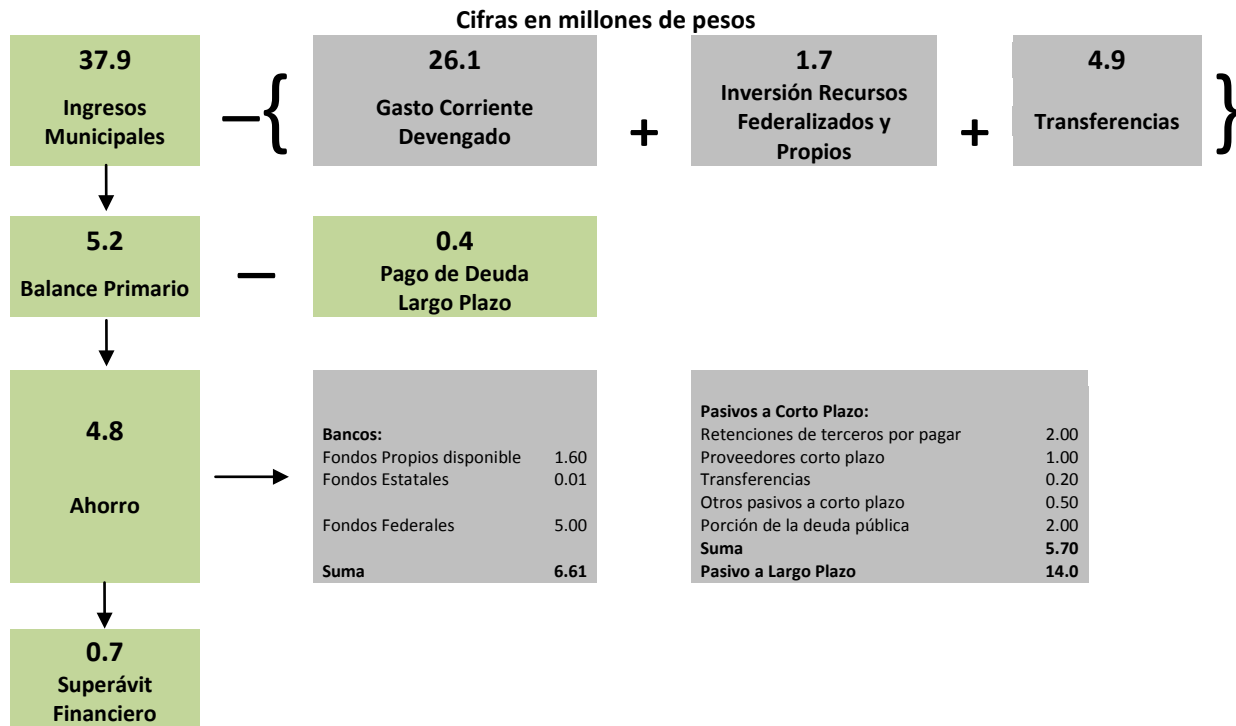 Cifras en millones de pesos
37.9
Ingresos
Municipales
–
{
26.1
Gasto Corriente
Devengado
+
1.7
Inversión Recursos
Federalizados y
Propios
+
4.9
Transferencias
}
5.2
Balance Primario
–
0.4
Pago de Deuda
Largo Plazo
4.8
Ahorro
Bancos:
Fondos Propios disponible 1.60
Fondos Estatales 0.01
Fondos Federales 5.00
Suma 6.61
Pasivos a Corto Plazo:
Retenciones de terceros por pagar 2.00
Proveedores corto plazo 1.00
Transferencias 0.20
Otros pasivos a corto plazo 0.50
Porción de la deuda pública 2.00
Suma 5.70
Pasivo a Largo Plazo 14.0
0.7
Superávit
Financiero